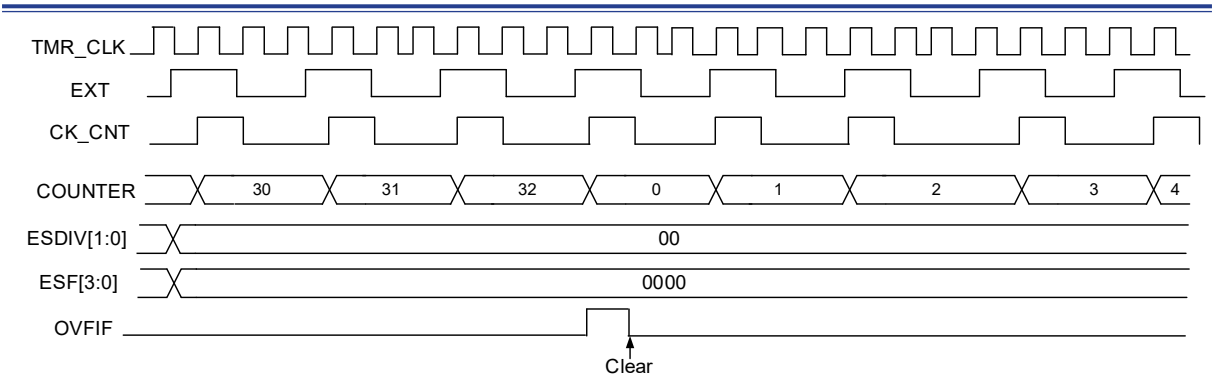 TMR_CLK
EXT
CK_CNT
COUNTER 30 31 32 0 1 2 3 4
ESDIV[1:0] 00
ESF[3:0] 0000
OVFIF
Clear